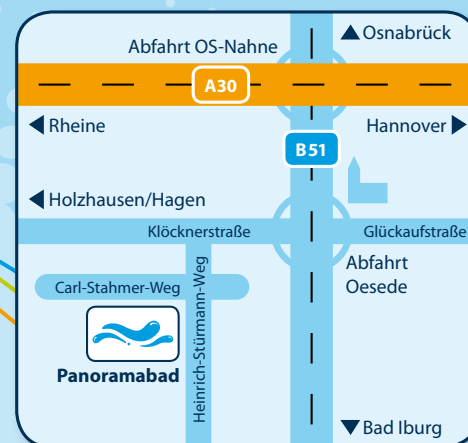 Osnabrück
Abfahrt OS-Nahne
A30
Rheine
Hannover
B51
Holzhausen/Hagen
Klöcknerstraße
Glückaufstraße
Abfahrt
Oesede
Carl-Stahmer-Weg
Heinrich-Stürmann-Weg
Panoramabad
Bad Iburg